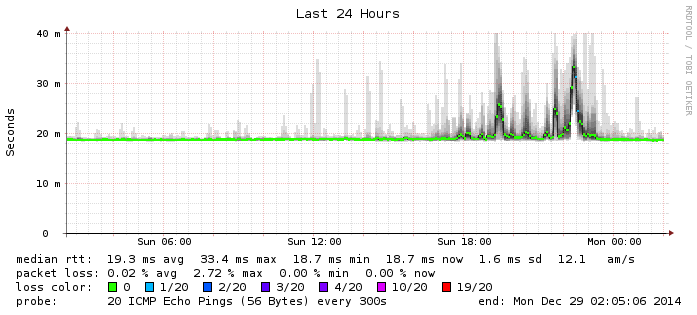 Last 24 Hours
RRDTOOL / TOBI OETIKER
Seconds
40 m
30 m
20 m
10 m
0
Sun 06:00 Sun 12:00 Sun 18:00 Mon 00:00
median rtt: 19.3 ms avg 33.4 ms max 18.7 ms min 18.7 ms now 1.6 ms sd 12.1 am/s
packet loss: 0.02 % avg 2.72 % max 0.00 % min 0.00 % now
loss color: 0 1/20 2/20 3/20 4/20 10/20 19/20
probe: 20 ICMP Echo Pings (56 Bytes) every 300s end: Mon Dec 29 02:05:06 2014